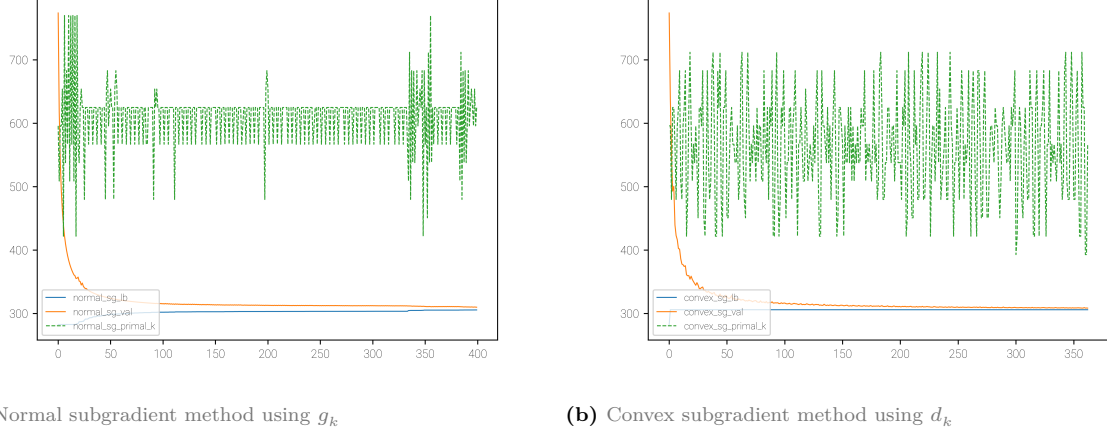 700
600
500
400
300
normal_sg_lb
normal_sg_val
normal_sg_primal_k
0 50 100 150 200 250 300 350 400
Normal subgradient method using g_k
700
600
500
400
300
convex_sg_lb
convex_sg_val
convex_sg_primal_k
0 50 100 150 200 250 300 350
(b) Convex subgradient method using d_k